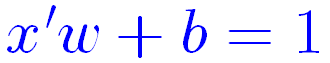 x′w + b = 1